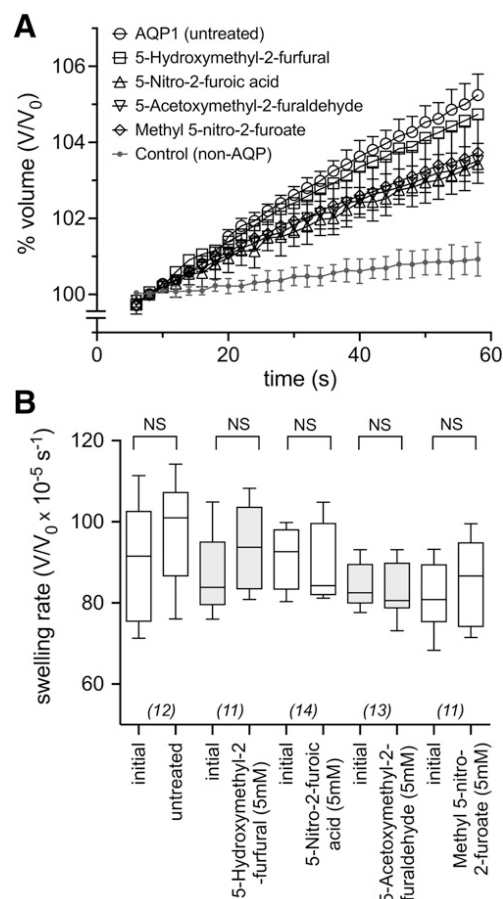 A
AQP1 (untreated)
5-Hydroxymethyl-2-furfural
5-Nitro-2-furoic acid
5-Acetoxymethyl-2-furaldehyde
Methyl 5-nitro-2-furoate
Control (non-AQP)
% volume (V/V0)
106
104
102
100
0
20
40
60
time (s)
B
NS NS NS NS NS
swelling rate (V/V0 x 10-5 s-1)
120
100
80
60
(12) (11) (14) (13) (11)
initial
untreated
intial
5-Hydroxymethyl-2
-furfural (5mM)
initial
5-Nitro-2-furoic
acid (5mM)
initial
5-Acetoxymethyl-2-
furaldehyde (5mM)
initial
Methyl 5-nitro-
2-furoate (5mM)